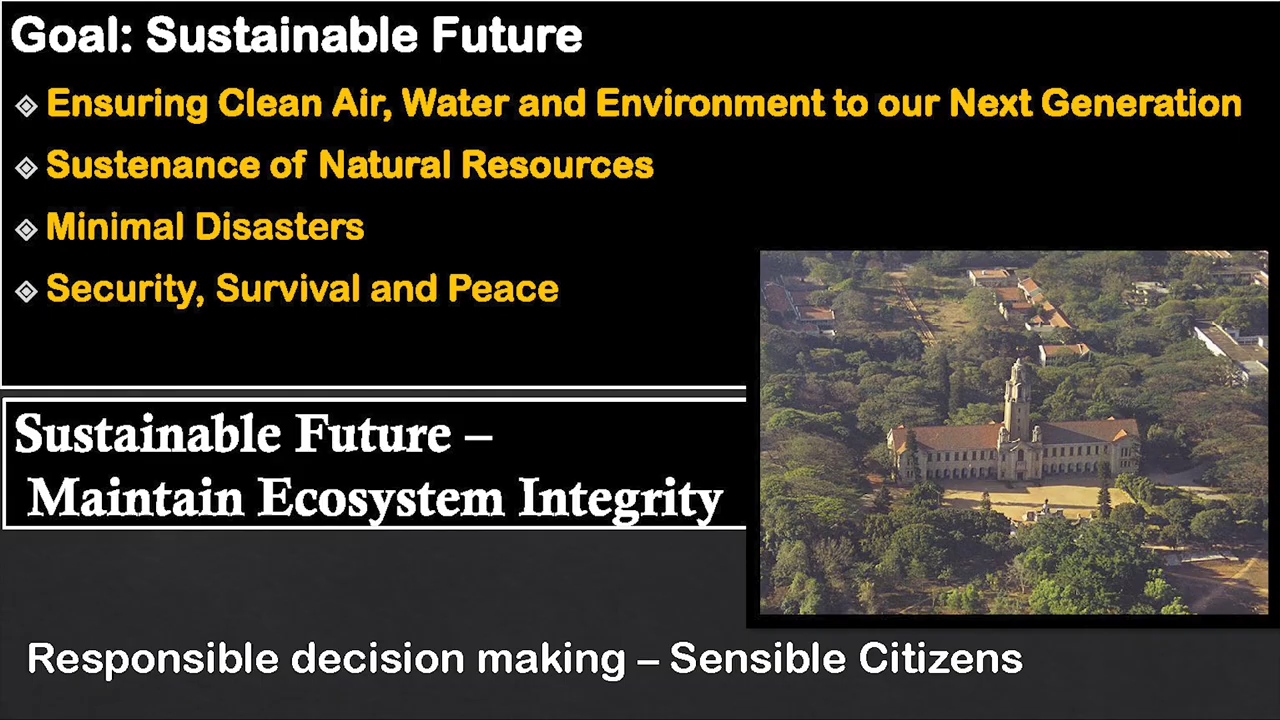 Goal: Sustainable Future
Ensuring Clean Air, Water and Environment to our Next Generation
Sustenance of Natural Resources
Minimal Disasters
Security, Survival and Peace
Sustainable Future –
Maintain Ecosystem Integrity
Responsible decision making – Sensible Citizens